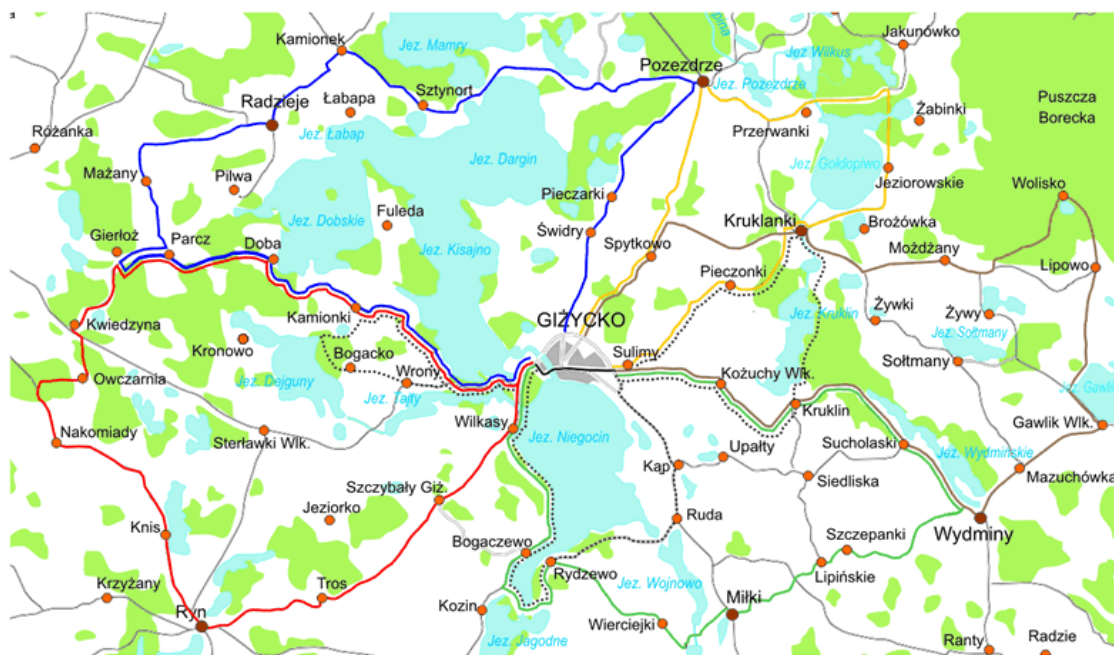 Kamionek
Jez. Mamry
Jez Wilkus
Jakunówko
Pozezdrze
Jez. Pozezdrze
Sztynort
Łabapa
Radzieje
Puszcza
Borecka
Żabinki
Przerwanki
Różanka
Jez. Łabap
Jez. Dargin
Jez. Gołdopiwo
Mażany
Pilwa
Pieczarki
Jeziorowskie
Wolisko
Fuleda
Jez. Dobskie
Kruklanki
Brożówka
Gierłoż
Parcz
Doba
Jez. Kisajno
Świdry
Spytkowo
Możdżany
Lipowo
Pieczonki
Kamionki
GIŻYCKO
Jez. Kruklin
Żywki
Żywy
Kwiedzyna
Jez. Sołtmany
Kronowo
Bogacko
Sulimy
Sołtmany
Owczarnia
Jez. Dejguny
Wrony
Jez. Tajty
Kożuchy Wlk.
Jez. Gawlik
Kruklin
Nakomiady
Sterławki Wlk.
Wilkasy
Jez. Niegocin
Sucholaski
Gawlik Wlk.
Jez. Wydmińskie
Kąp
Upałty
Mazuchówka
Siedliska
Szczybały Giż.
Jeziorko
Ruda
Knis
Szczepanki
Wydminy
Bogaczewo
Lipińskie
Krzyżany
Tros
Rydzewo
Jez. Wojnowo
Ryn
Kozin
Miłki
Wierciejki
Jez. Jagodne
Ranty
Radzie